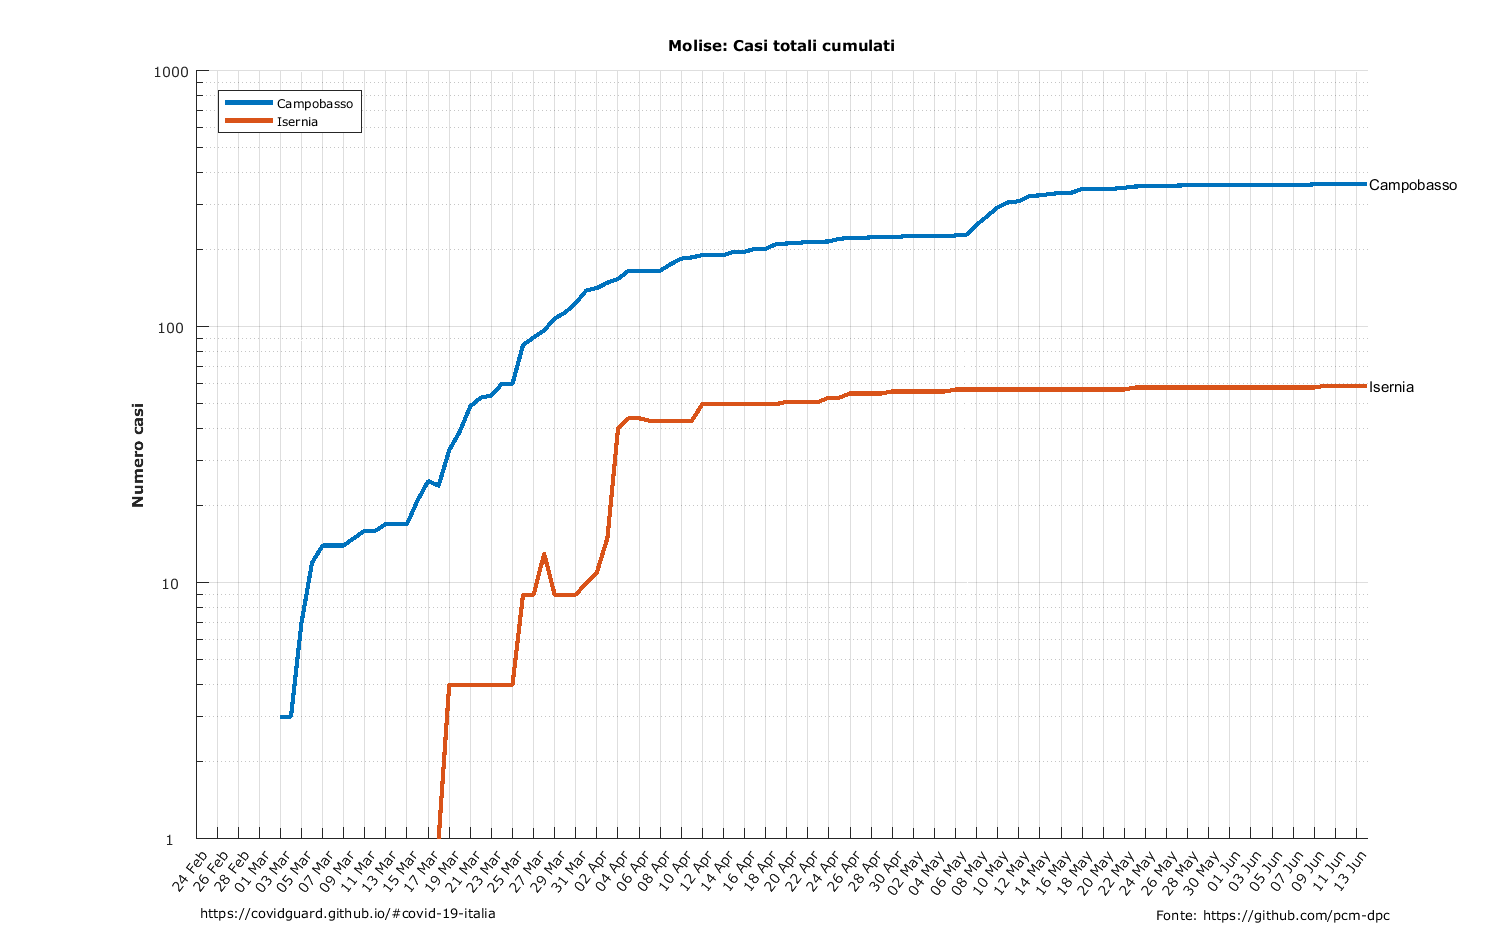 Molise: Casi totali cumulati
1000
100
10
1
Numero casi
Campobasso
Isernia
Campobasso
Isernia
24 Feb
26 Feb
28 Feb
01 Mar
03 Mar
05 Mar
07 Mar
09 Mar
11 Mar
13 Mar
15 Mar
17 Mar
19 Mar
21 Mar
23 Mar
25 Mar
27 Mar
29 Mar
31 Mar
02 Apr
04 Apr
06 Apr
08 Apr
10 Apr
12 Apr
14 Apr
16 Apr
18 Apr
20 Apr
22 Apr
24 Apr
26 Apr
28 Apr
30 Apr
02 May
04 May
06 May
08 May
10 May
12 May
14 May
16 May
18 May
20 May
22 May
24 May
26 May
28 May
30 May
01 Jun
03 Jun
05 Jun
07 Jun
09 Jun
11 Jun
13 Jun
https://covidguard.github.io/#covid-19-italia
Fonte: https://github.com/pcm-dpc